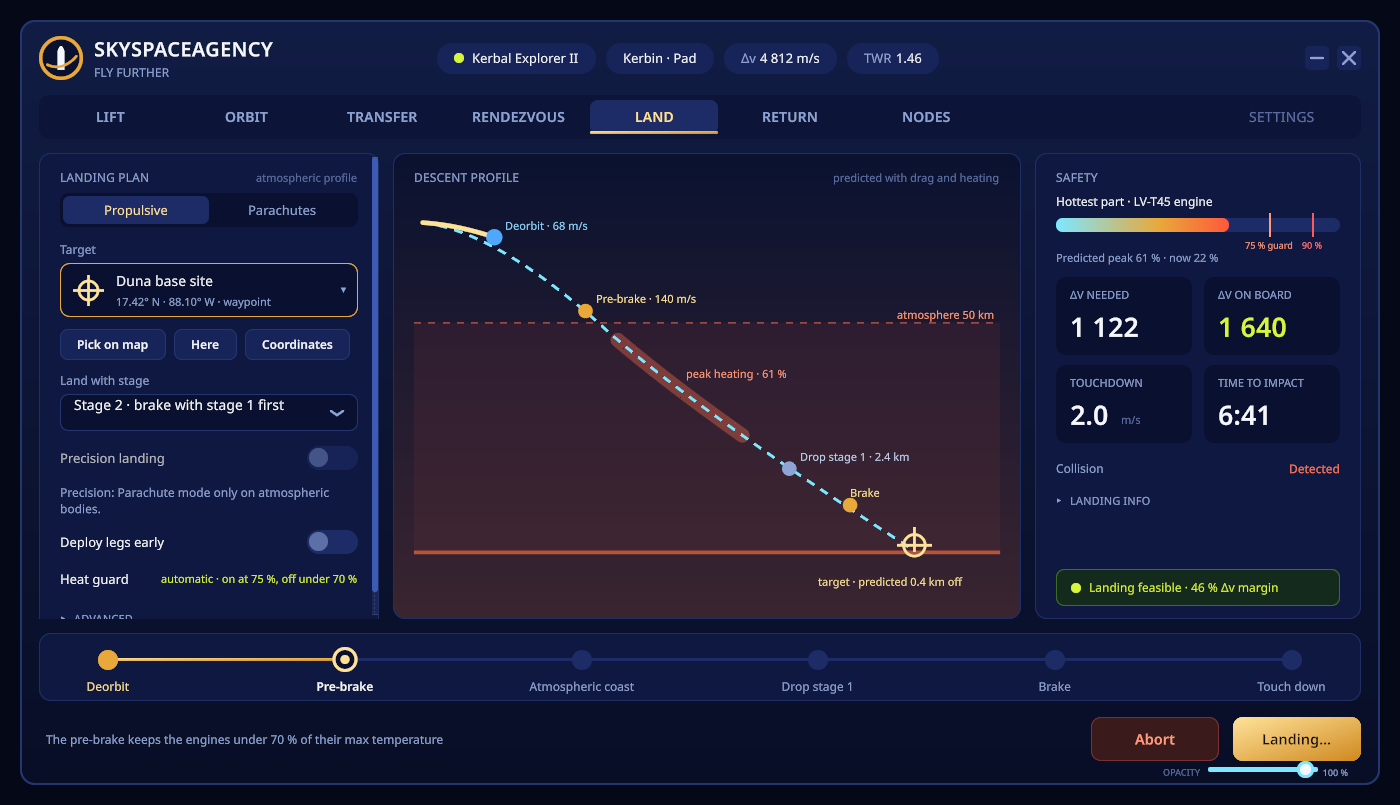 SKYSPACEAGENCY
FLY FURTHER
Kerbal Explorer II
Kerbin · Pad
Δv 4 812 m/s
TWR 1.46
LIFT
ORBIT
TRANSFER
RENDEZVOUS
LAND
RETURN
NODES
SETTINGS
LANDING PLAN
atmospheric profile
Propulsive
Parachutes
Target
Duna base site
17.42° N · 88.10° W · waypoint
Pick on map
Here
Coordinates
Land with stage
Stage 2 · brake with stage 1 first
Precision landing
Precision: Parachute mode only on atmospheric
bodies.
Deploy legs early
Heat guard
automatic · on at 75 %, off under 70 %
ADVANCED
DESCENT PROFILE
predicted with drag and heating
Deorbit · 68 m/s
Pre-brake · 140 m/s
atmosphere 50 km
peak heating · 61 %
Drop stage 1 · 2.4 km
Brake
target · predicted 0.4 km off
SAFETY
Hottest part · LV-T45 engine
75 % guard
90 %
Predicted peak 61 % · now 22 %
ΔV NEEDED
1 122
ΔV ON BOARD
1 640
TOUCHDOWN
2.0 m/s
TIME TO IMPACT
6:41
Collision
Detected
LANDING INFO
Landing feasible · 46 % Δv margin
Deorbit
Pre-brake
Atmospheric coast
Drop stage 1
Brake
Touch down
The pre-brake keeps the engines under 70 % of their max temperature
Abort
Landing...
OPACITY
100 %